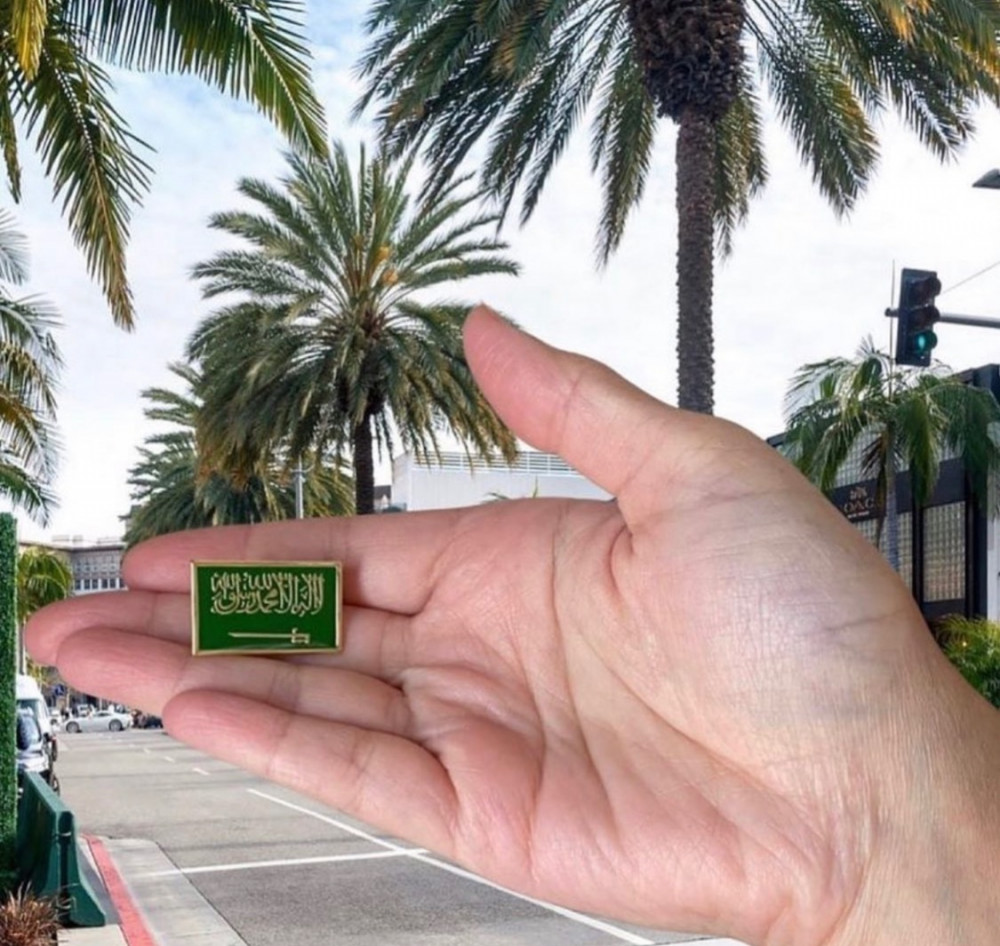 لا إله إلا الله محمد رسول الله